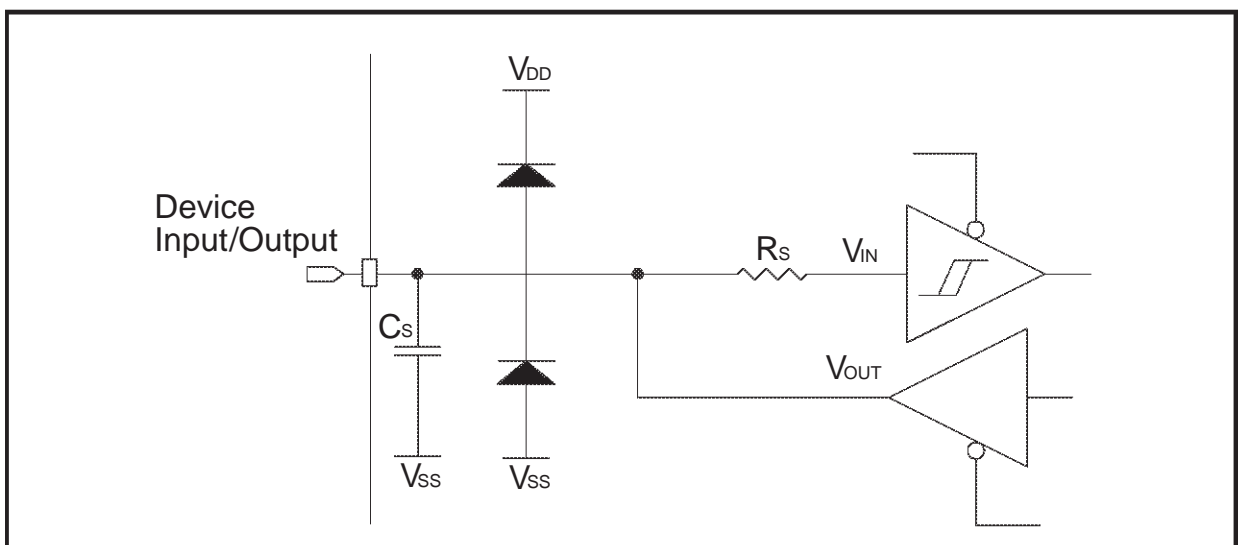 VDD
Device
Input/Output
RS
VIN
CS
VOUT
VSS
VSS